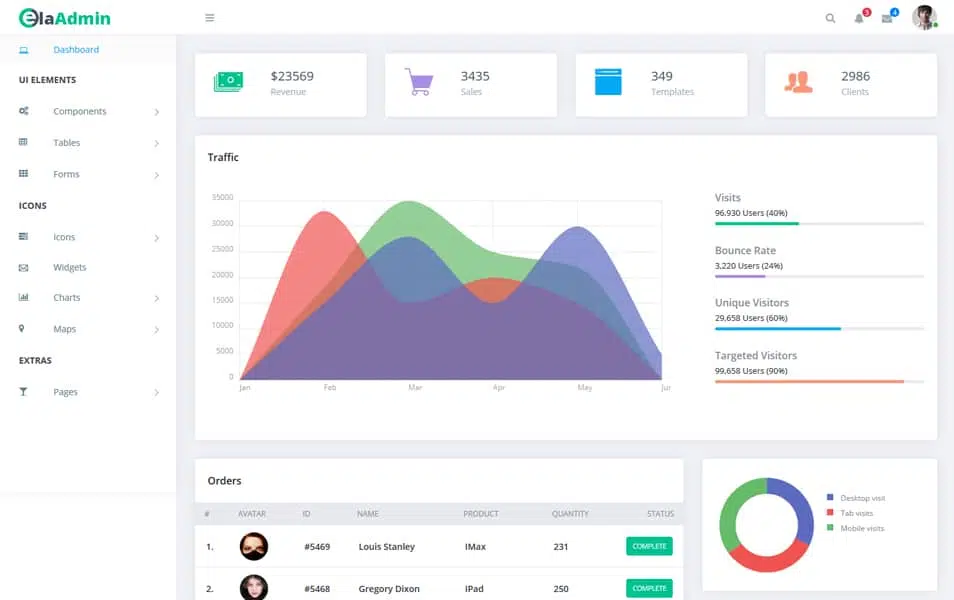 ElaAdmin
3
4
Dashboard
UI ELEMENTS
Components
Tables
Forms
ICONS
Icons
Widgets
Charts
Maps
EXTRAS
Pages
$23569
Revenue
3435
Sales
349
Templates
2986
Clients
Traffic
35000
30000
25000
20000
15000
10000
5000
0
Jan
Feb
Mar
Apr
May
Jun
Visits
96.930 Users (40%)
Bounce Rate
3,220 Users (24%)
Unique Visitors
29,658 Users (60%)
Targeted Visitors
99,658 Users (90%)
Orders
# AVATAR ID NAME PRODUCT QUANTITY STATUS
1. #5469 Louis Stanley IMax 231 COMPLETE
2. #5468 Gregory Dixon IPad 250 COMPLETE
Desktop visit
Tab visits
Mobile visits